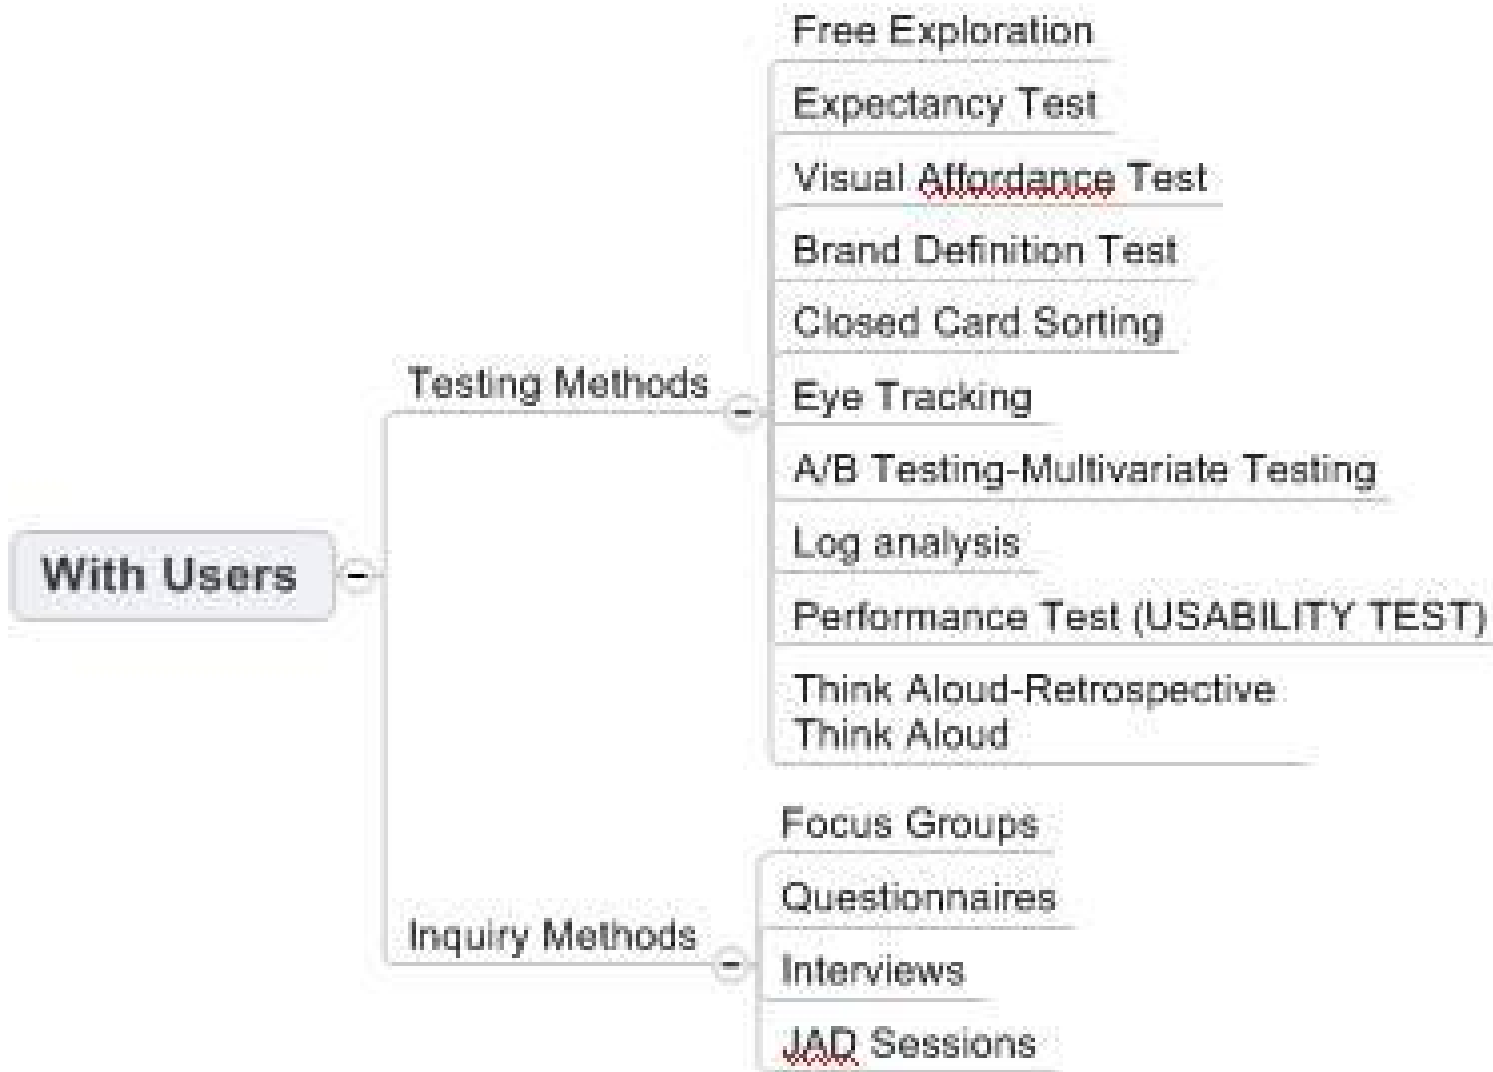 Free Exploration
Expectancy Test
Visual Affordance Test
Brand Definition Test
Closed Card Sorting
Testing Methods
Eye Tracking
A/B Testing-Multivariate Testing
Log analysis
With Users
Performance Test (USABILITY TEST)
Think Aloud-Retrospective
Think Aloud
Focus Groups
Questionnaires
Inquiry Methods
Interviews
JAD Sessions